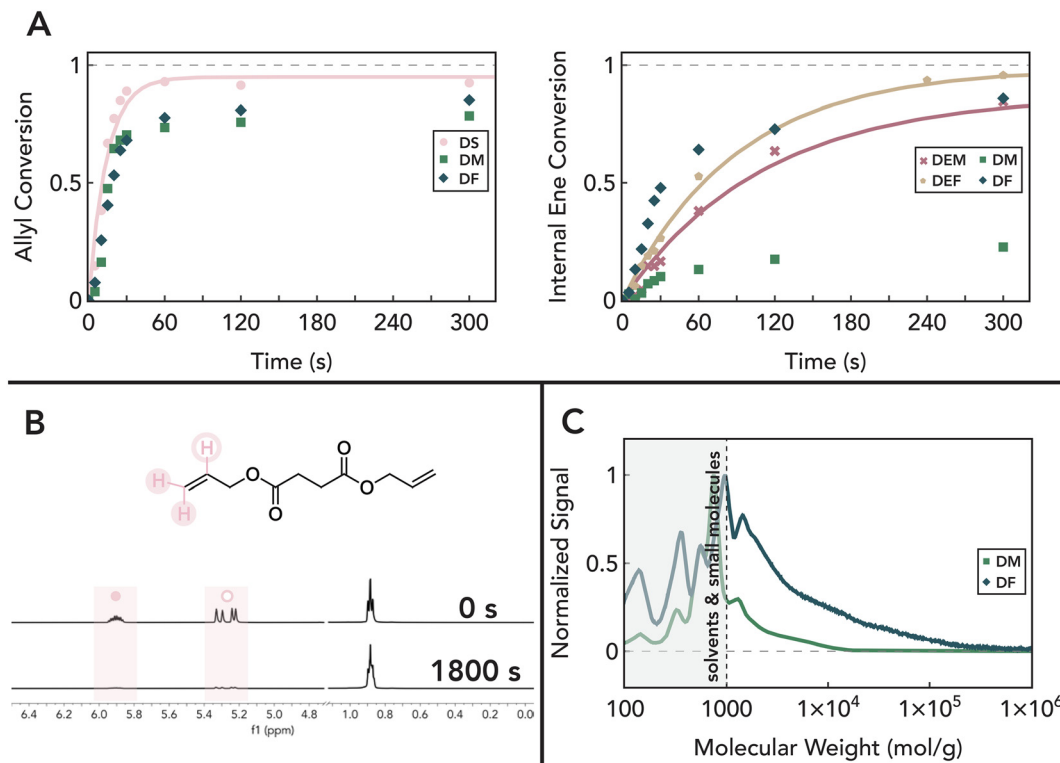 A
Allyl Conversion
1
0.5
0
0 60 120 180 240 300
Time (s)
DS
DM
DF
Internal Ene Conversion
1
0.5
0
0 60 120 180 240 300
Time (s)
DEM DM
DEF DF
B
H
H
H
O
O
O
O
0 s
1800 s
6.4 6.2 6.0 5.8 5.6 5.4 5.2 5.0 4.8 1.0 0.8 0.6 0.4 0.2 0.0
f1 (ppm)
C
Normalized Signal
1
0.5
0
solvents & small molecules
DM
DF
100 1000 1×10⁴ 1×10⁵ 1×10⁶
Molecular Weight (mol/g)